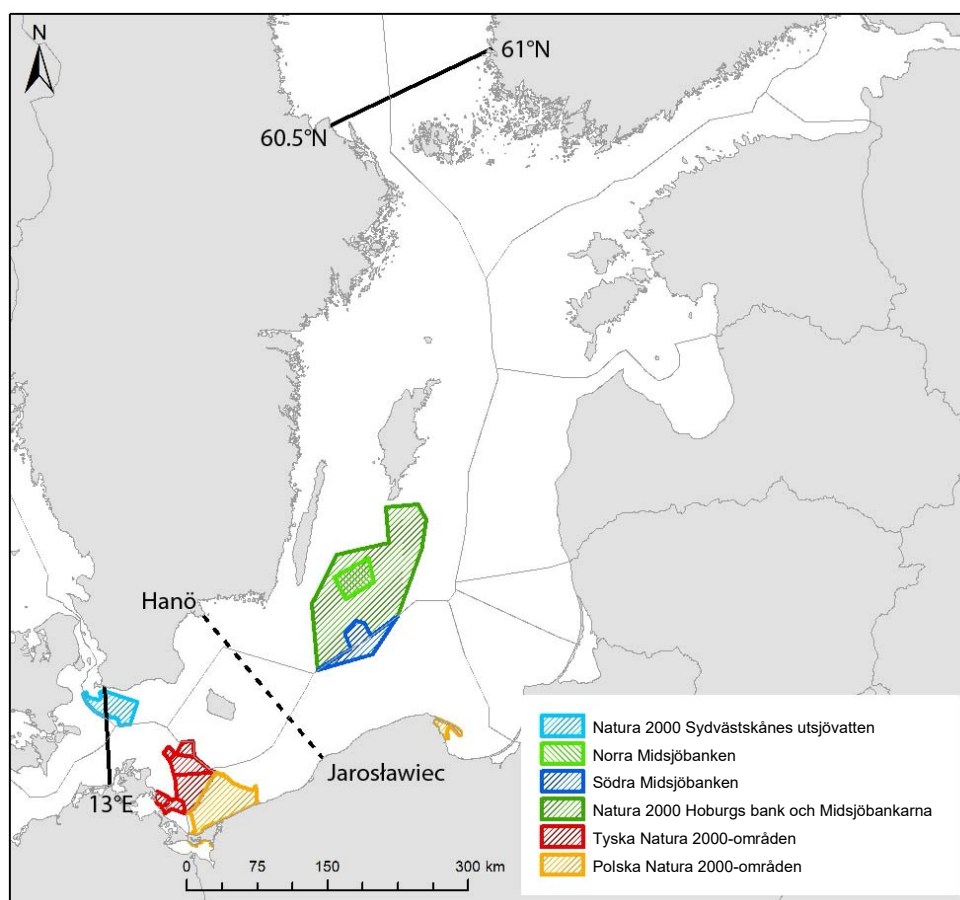 N
61°N
60.5°N
Hanö
Jarosławiec
13°E
0 75 150 300 km
Natura 2000 Sydvästskånes utsjövatten
Norra Midsjöbanken
Södra Midsjöbanken
Natura 2000 Hoburgs bank och Midsjöbankarna
Tyska Natura 2000-områden
Polska Natura 2000-områden